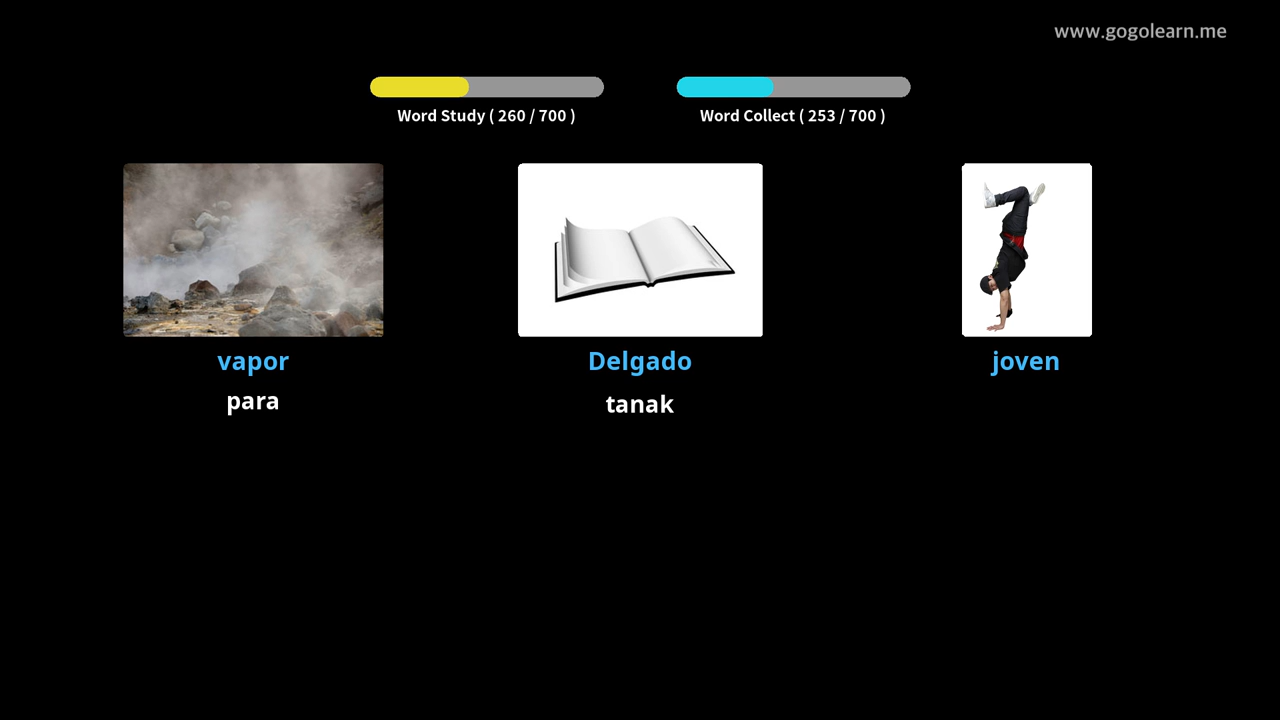 www.gogolearn.me
Word Study ( 260 / 700 )
Word Collect ( 253 / 700 )
vapor
para
Delgado
tanak
joven